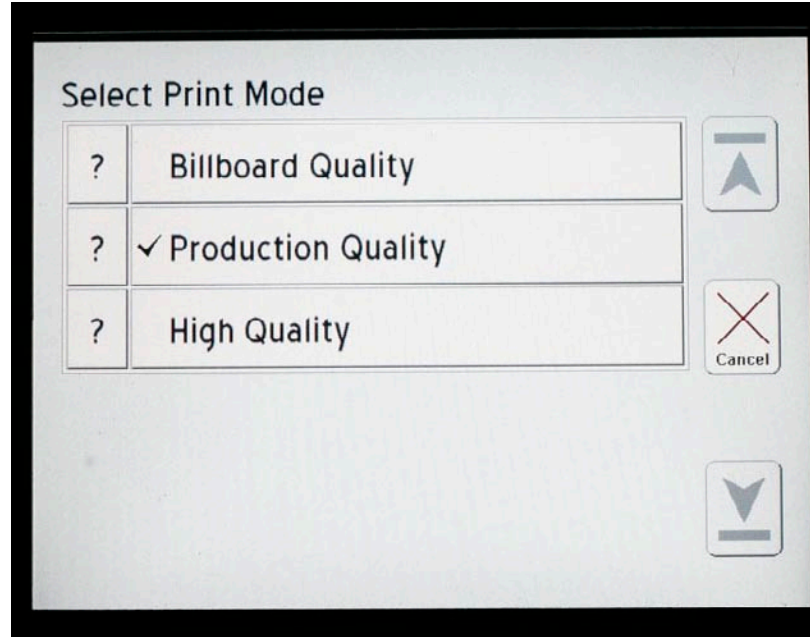 Select Print Mode
? Billboard Quality
? ✓ Production Quality
? High Quality
Cancel